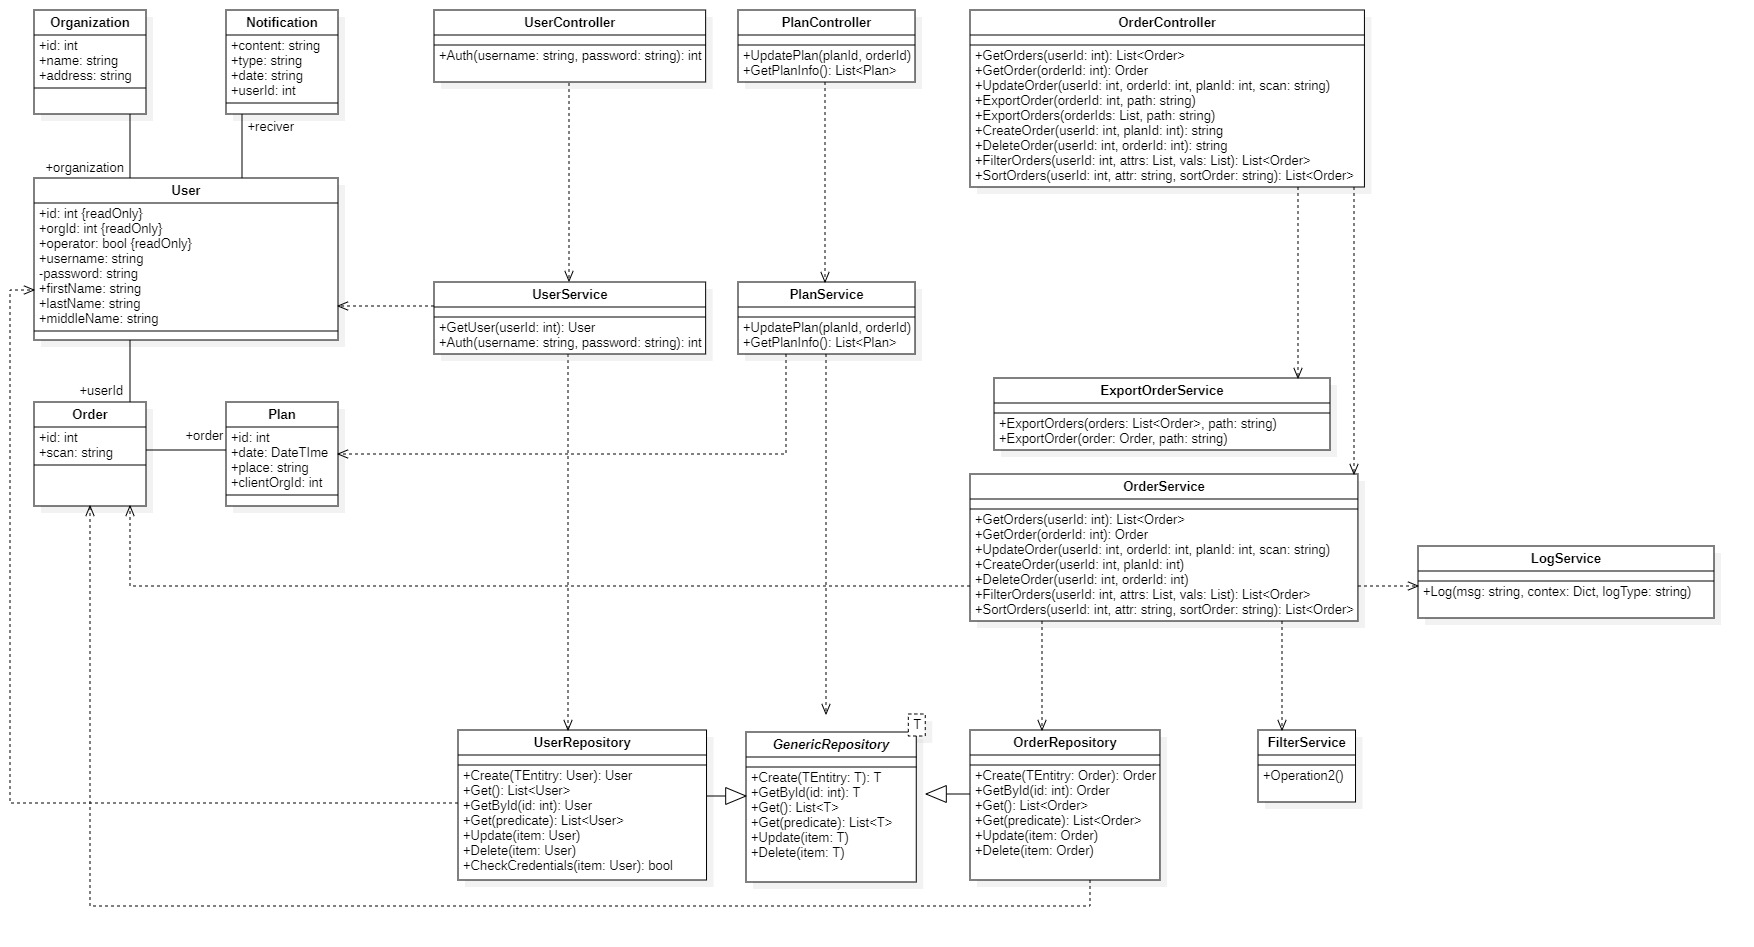 Organization
+id: int
+name: string
+address: string
Notification
+content: string
+type: string
+date: string
+userId: int
UserController
+Auth(username: string, password: string): int
PlanController
+UpdatePlan(planId, orderId)
+GetPlanInfo(): List<Plan>
OrderController
+GetOrders(userId: int): List<Order>
+GetOrder(orderId: int): Order
+UpdateOrder(userId: int, orderId: int, planId: int, scan: string)
+ExportOrder(orderId: int, path: string)
+ExportOrders(orderIds: List, path: string)
+CreateOrder(userId: int, planId: int): string
+DeleteOrder(userId: int, orderId: int): string
+FilterOrders(userId: int, attrs: List, vals: List): List<Order>
+SortOrders(userId: int, attr: string, sortOrder: string): List<Order>
+reciver
+organization
User
+id: int {readOnly}
+orgId: int {readOnly}
+operator: bool {readOnly}
+username: string
-password: string
+firstName: string
+lastName: string
+middleName: string
UserService
+GetUser(userId: int): User
+Auth(username: string, password: string): int
PlanService
+UpdatePlan(planId, orderId)
+GetPlanInfo(): List<Plan>
+userId
Order
+id: int
+scan: string
+order
Plan
+id: int
+date: DateTIme
+place: string
+clientOrgId: int
ExportOrderService
+ExportOrders(orders: List<Order>, path: string)
+ExportOrder(order: Order, path: string)
OrderService
+GetOrders(userId: int): List<Order>
+GetOrder(orderId: int): Order
+UpdateOrder(userId: int, orderId: int, planId: int, scan: string)
+CreateOrder(userId: int, planId: int)
+DeleteOrder(userId: int, orderId: int)
+FilterOrders(userId: int, attrs: List, vals: List): List<Order>
+SortOrders(userId: int, attr: string, sortOrder: string): List<Order>
LogService
+Log(msg: string, contex: Dict, logType: string)
UserRepository
+Create(TEntity: User): User
+Get(): List<User>
+GetById(id: int): User
+Get(predicate): List<User>
+Update(item: User)
+Delete(item: User)
+CheckCredentials(item: User): bool
T
GenericRepository
+Create(TEntity: T): T
+GetById(id: int): T
+Get(): List<T>
+Get(predicate): List<T>
+Update(item: T)
+Delete(item: T)
OrderRepository
+Create(TEntity: Order): Order
+GetById(id: int): Order
+Get(): List<Order>
+Get(predicate): List<Order>
+Update(item: Order)
+Delete(item: Order)
FilterService
+Operation2()